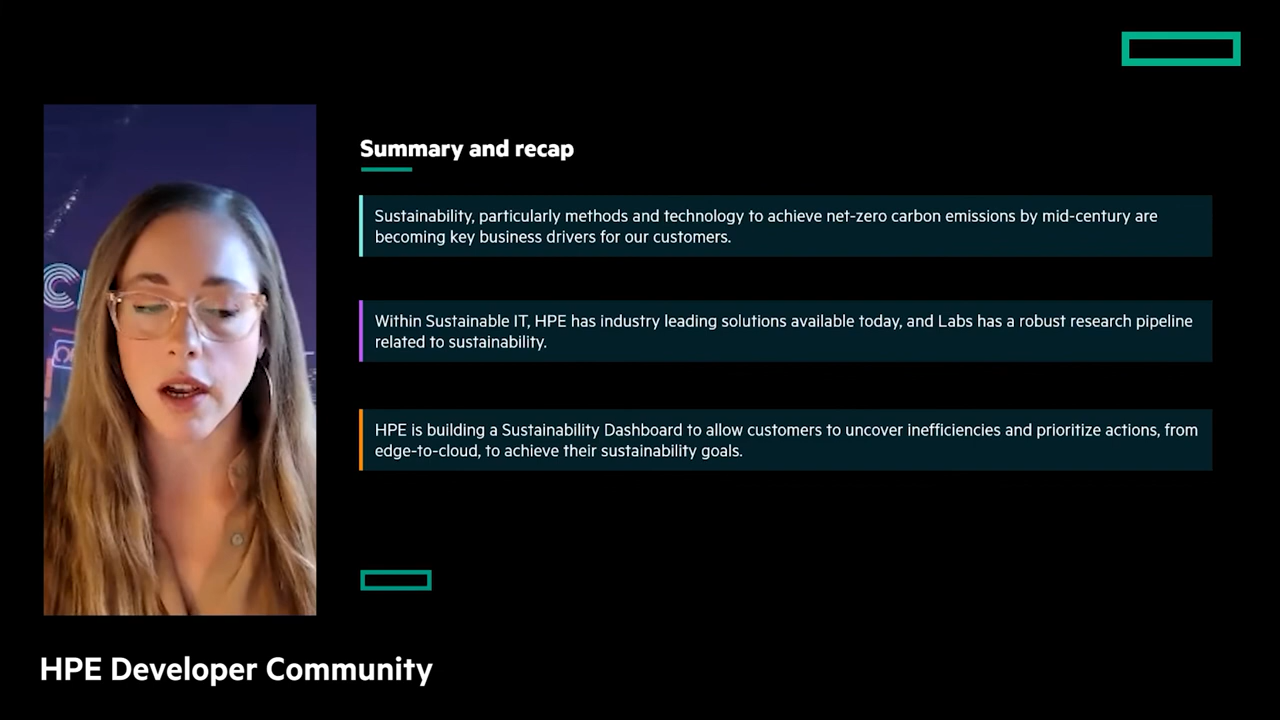 Summary and recap
Sustainability, particularly methods and technology to achieve net-zero carbon emissions by mid-century are
becoming key business drivers for our customers.
Within Sustainable IT, HPE has industry leading solutions available today, and Labs has a robust research pipeline
related to sustainability.
HPE is building a Sustainability Dashboard to allow customers to uncover inefficiencies and prioritize actions, from
edge-to-cloud, to achieve their sustainability goals.
HPE Developer Community